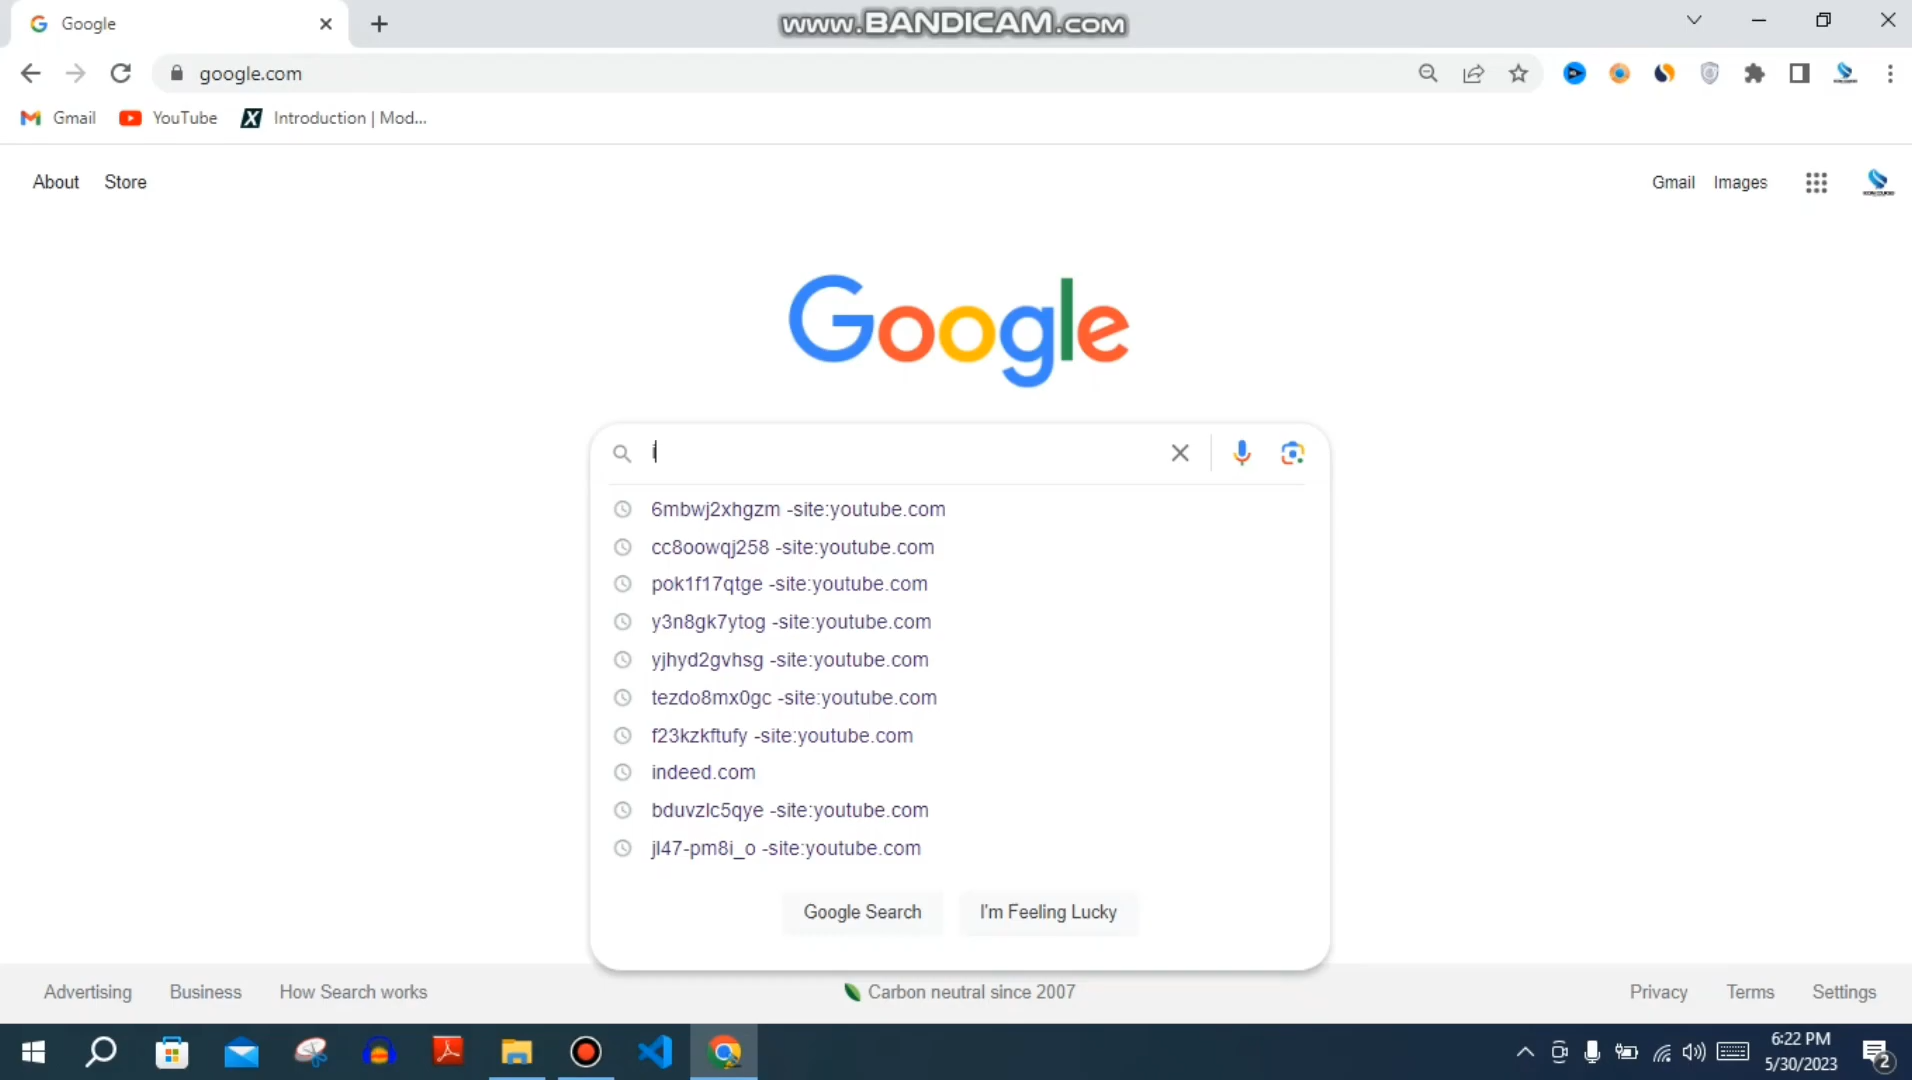 Google
www.BANDICAM.com
google.com
Gmail YouTube Introduction | Mod...
About Store Gmail Images
Google
i
6mbwj2xhgzm -site:youtube.com
cc8oowqj258 -site:youtube.com
pok1f17qtge -site:youtube.com
y3n8gk7ytog -site:youtube.com
yjhyd2gvhsg -site:youtube.com
tezdo8mx0gc -site:youtube.com
f23kzkftufy -site:youtube.com
indeed.com
bduvzlc5qye -site:youtube.com
jl47-pm8i_o -site:youtube.com
Google Search I'm Feeling Lucky
Advertising Business How Search works Carbon neutral since 2007 Privacy Terms Settings
6:22 PM
5/30/2023
2